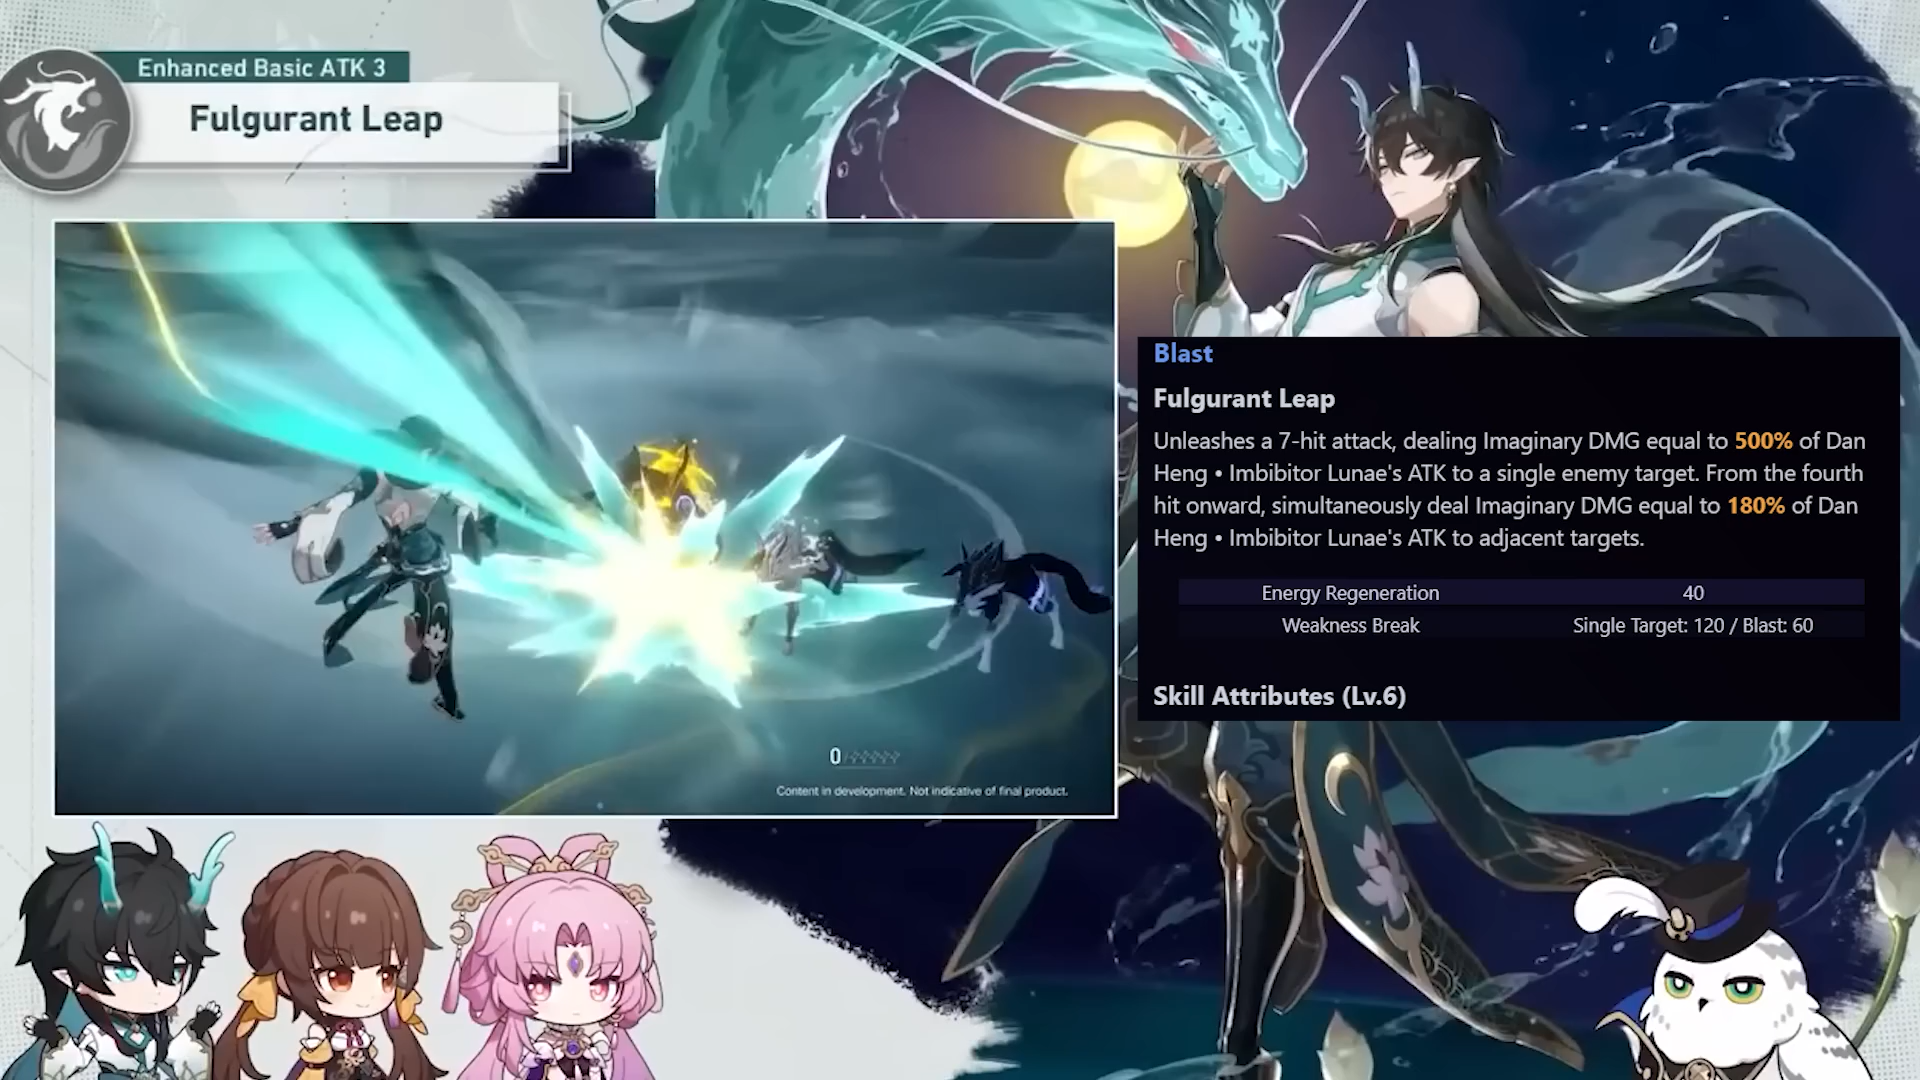 Enhanced Basic ATK 3
Fulgurant Leap
Blast
Fulgurant Leap
Unleashes a 7-hit attack, dealing Imaginary DMG equal to 500% of Dan
Heng • Imbibitor Lunae's ATK to a single enemy target. From the fourth
hit onward, simultaneously deal Imaginary DMG equal to 180% of Dan
Heng • Imbibitor Lunae's ATK to adjacent targets.
Energy Regeneration 40
Weakness Break Single Target: 120 / Blast: 60
Skill Attributes (Lv.6)
0
Content in development. Not indicative of final product.